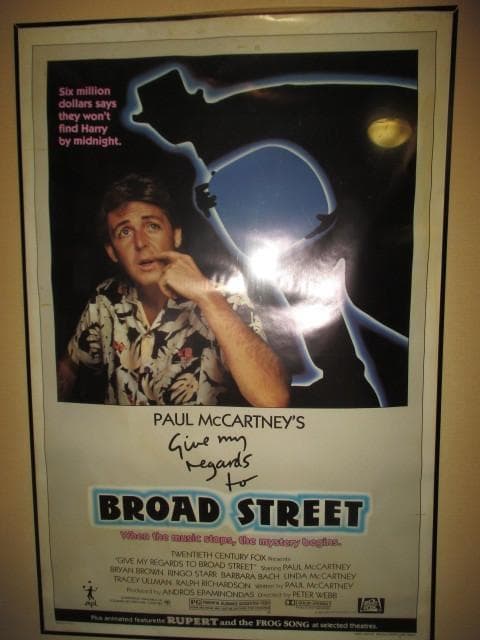 Six million
dollars says
they won't
find Harry
by midnight.
PAUL McCARTNEY'S
Give my
regards
to
BROAD STREET
When the music stops, the mystery begins.
TWENTIETH CENTURY FOX Presents
"GIVE MY REGARDS TO BROAD STREET" Starring PAUL McCARTNEY
BRYAN BROWN RINGO STARR BARBARA BACH LINDA McCARTNEY
TRACEY ULLMAN RALPH RICHARDSON Written by PAUL McCARTNEY
Produced by ANDROS EPAMINONDAS Directed by PETER WEBB
mpl
PG
Plus animated featurette RUPERT and the FROG SONG at selected theatres.